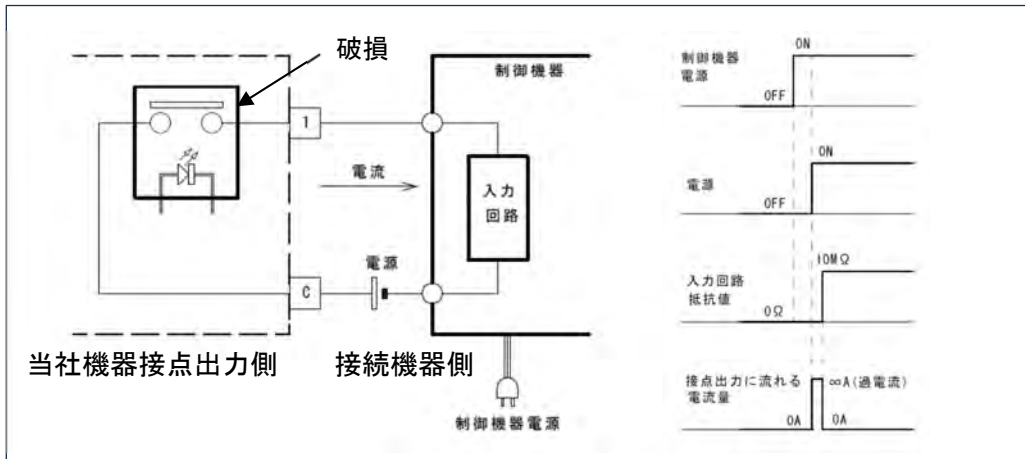 破損
制御機器
1
電流
入力
回路
電源
C
当社機器接点出力側
接続機器側
制御機器電源
制御機器
電源
ON
OFF
電源
ON
OFF
入力回路
抵抗値
10MΩ
0Ω
接点出力に流れる
電流量
∞A(過電流)
0A
0A